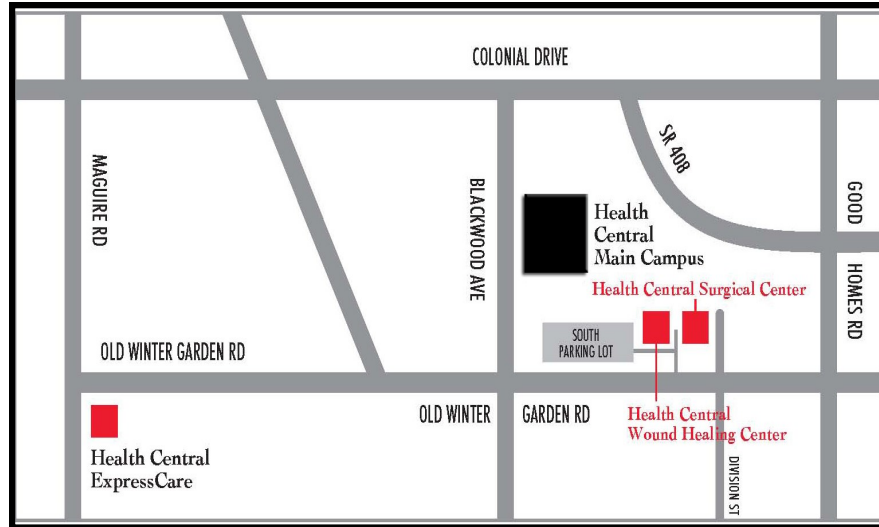 COLONIAL DRIVE
MAGUIRE RD
BLACKWOOD AVE
SR 408
GOOD
HOMES RD
Health
Central
Main Campus
Health Central Surgical Center
SOUTH
PARKING LOT
OLD WINTER GARDEN RD
OLD WINTER
GARDEN RD
Health Central
Wound Healing Center
Health Central
ExpressCare
DIVISION ST